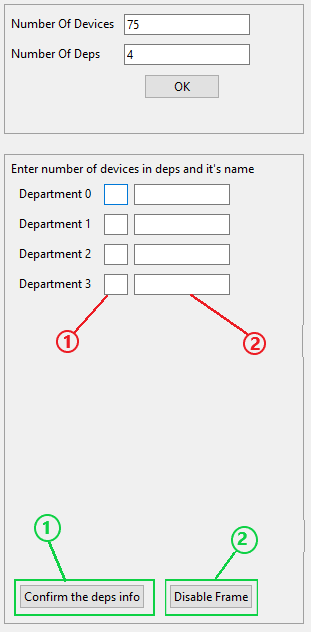 Number Of Devices 75
Number Of Deps 4
OK
Enter number of devices in deps and it's name
Department 0
Department 1
Department 2
Department 3
1 2
1 2
Confirm the deps info Disable Frame